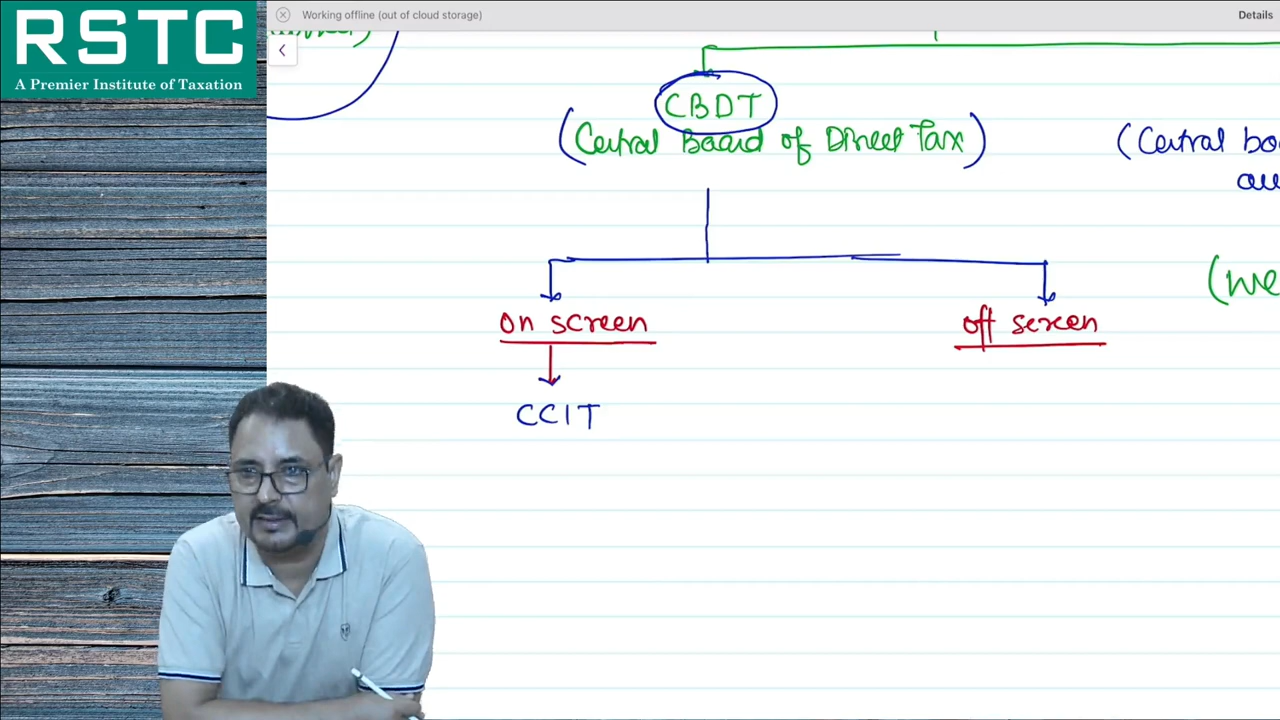 RSTC
A Premier Institute of Taxation
Working offline (out of cloud storage)
Details
CBDT
(Central Board of Direct Tax)
(Central bo
on screen
off screen
CCIT